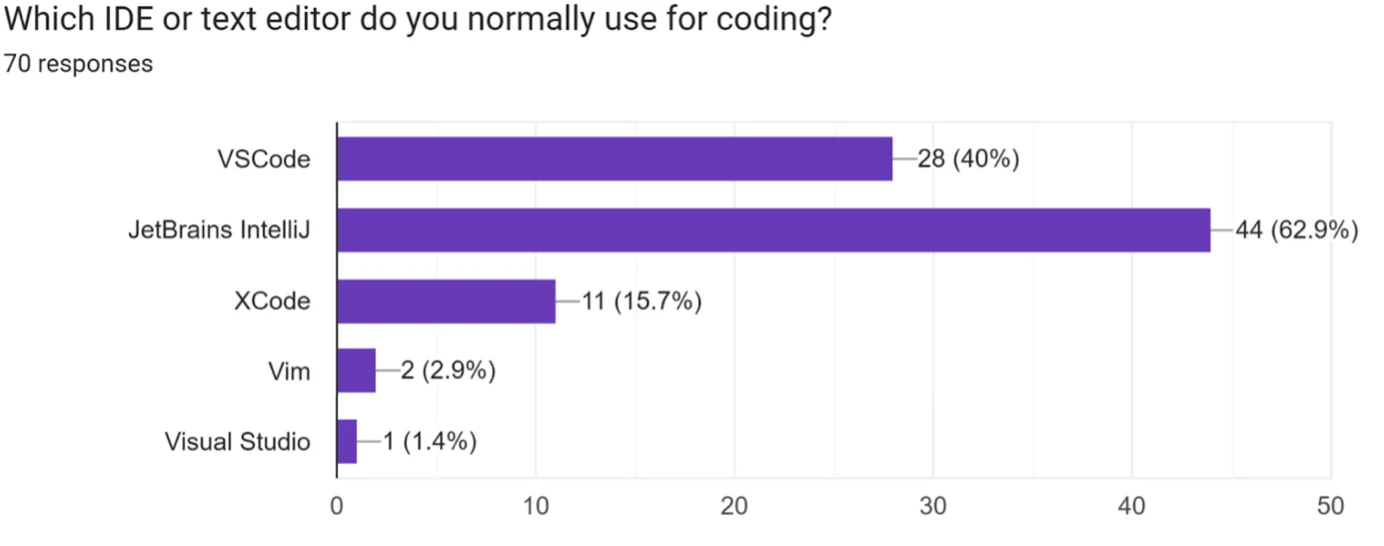 Which IDE or text editor do you normally use for coding?
70 responses
VSCode 28 (40%)
JetBrains IntelliJ 44 (62.9%)
XCode 11 (15.7%)
Vim 2 (2.9%)
Visual Studio 1 (1.4%)
0 10 20 30 40 50